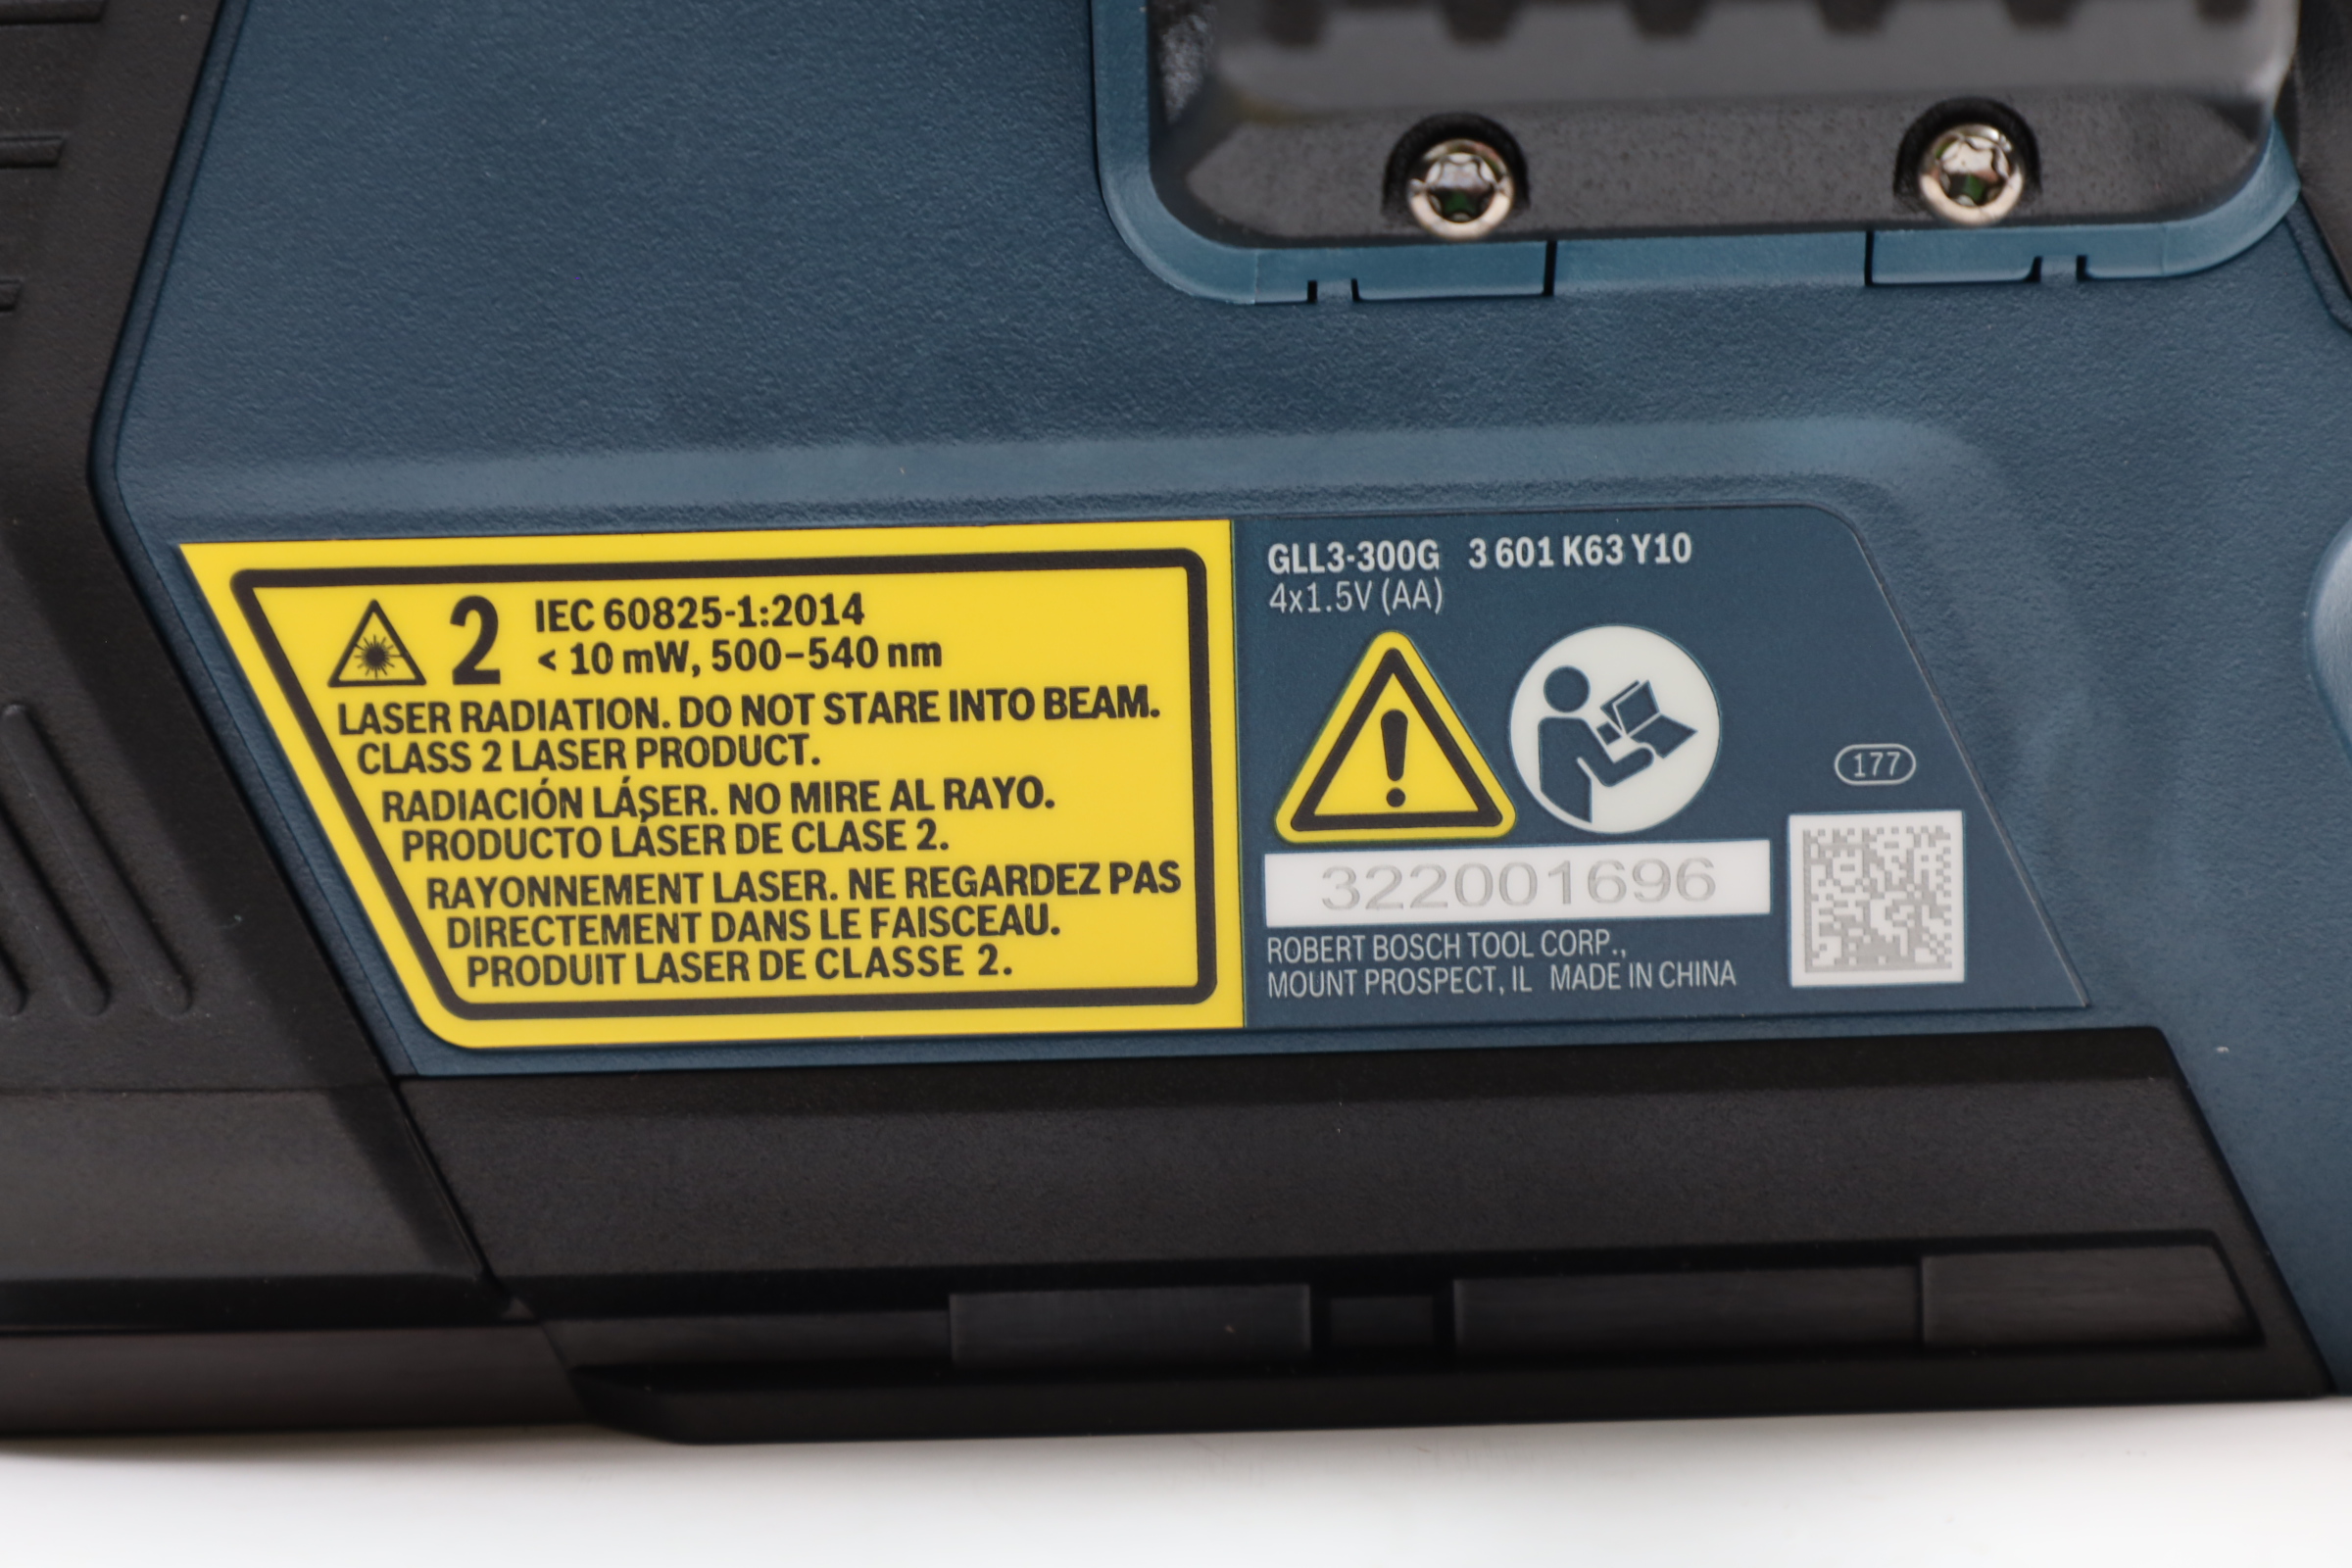 2 IEC 60825-1:2014
< 10 mW, 500–540 nm
LASER RADIATION. DO NOT STARE INTO BEAM.
CLASS 2 LASER PRODUCT.
RADIACIÓN LÁSER. NO MIRE AL RAYO.
PRODUCTO LÁSER DE CLASE 2.
RAYONNEMENT LASER. NE REGARDEZ PAS
DIRECTEMENT DANS LE FAISCEAU.
PRODUIT LASER DE CLASSE 2.
GLL3-300G 3 601 K63 Y10
4x1.5V (AA)
177
322001696
ROBERT BOSCH TOOL CORP.,
MOUNT PROSPECT, IL MADE IN CHINA